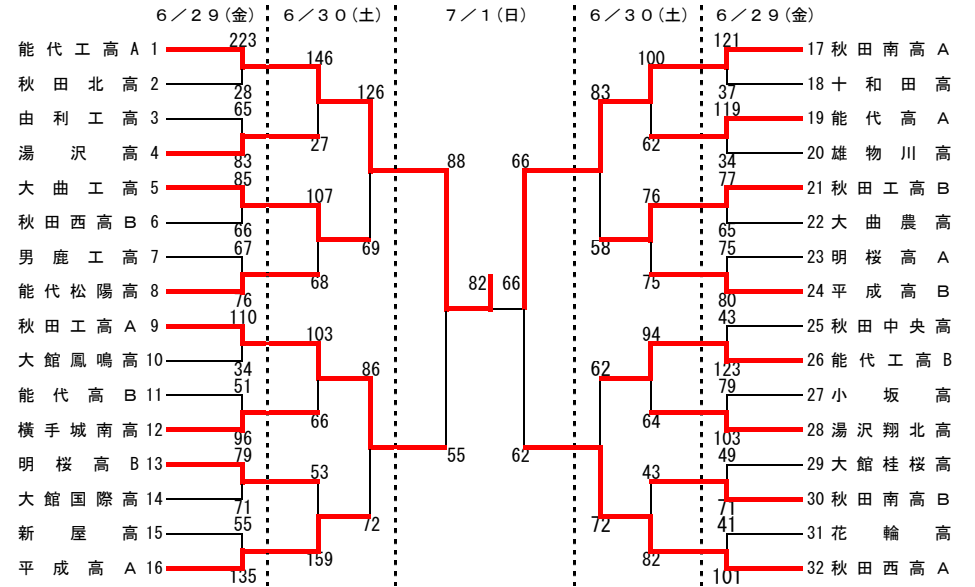 6/29(金) 6/30(土) 7/1(日) 6/30(土) 6/29(金)
能代工高A 1 223 146 100 121 17 秋田南高A
秋田北高 2 28 126 83 37 18 十和田高
由利工高 3 65 119 19 能代高A
湯沢高 4 83 27 88 66 62 34 20 雄物川高
大曲工高 5 85 107 76 77 21 秋田工高B
秋田西高B 6 66 69 58 65 22 大曲農高
男鹿工高 7 67 68 82 66 75 75 23 明桜高A
能代松陽高 8 76 80 24 平成高B
秋田工高A 9 110 103 94 43 25 秋田中央高
大館鳳鳴高 10 34 86 62 123 26 能代工高B
能代高B 11 51 66 64 79 27 小坂高
横手城南高 12 96 103 28 湯沢翔北高
明桜高B 13 79 53 55 62 43 49 29 大館桂桜高
大館国際高 14 71 72 72 71 30 秋田南高B
新屋高 15 55 159 82 41 31 花輪高
平成高A 16 135 101 32 秋田西高A